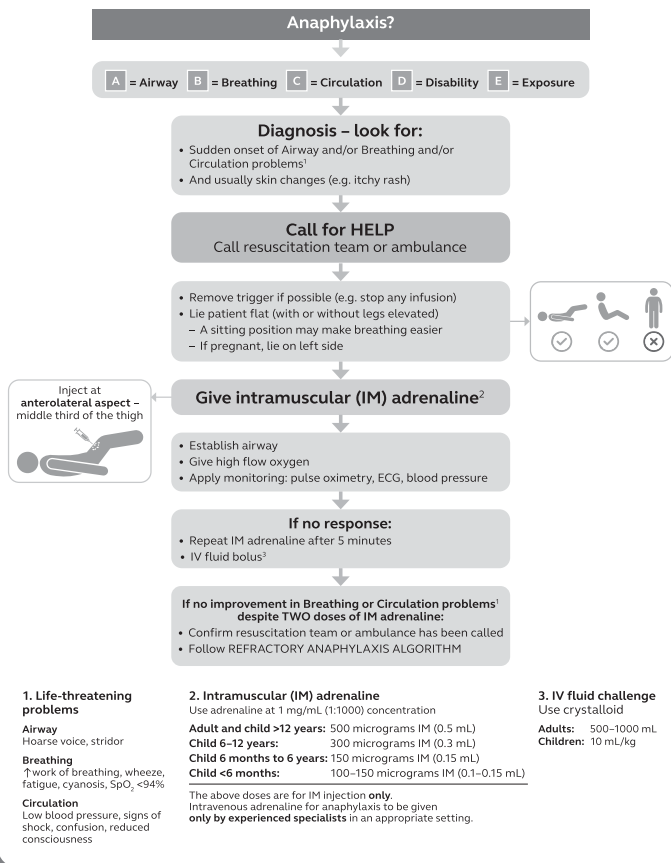 Anaphylaxis?
A = Airway B = Breathing C = Circulation D = Disability E = Exposure
Diagnosis – look for:
• Sudden onset of Airway and/or Breathing and/or
Circulation problems¹
• And usually skin changes (e.g. itchy rash)
Call for HELP
Call resuscitation team or ambulance
• Remove trigger if possible (e.g. stop any infusion)
• Lie patient flat (with or without legs elevated)
– A sitting position may make breathing easier
– If pregnant, lie on left side
Inject at
anterolateral aspect –
middle third of the thigh
Give intramuscular (IM) adrenaline²
• Establish airway
• Give high flow oxygen
• Apply monitoring: pulse oximetry, ECG, blood pressure
If no response:
• Repeat IM adrenaline after 5 minutes
• IV fluid bolus³
If no improvement in Breathing or Circulation problems¹
despite TWO doses of IM adrenaline:
• Confirm resuscitation team or ambulance has been called
• Follow REFRACTORY ANAPHYLAXIS ALGORITHM
1. Life-threatening
problems
Airway
Hoarse voice, stridor
Breathing
↑work of breathing, wheeze,
fatigue, cyanosis, SpO₂ <94%
Circulation
Low blood pressure, signs of
shock, confusion, reduced
consciousness
2. Intramuscular (IM) adrenaline
Use adrenaline at 1 mg/mL (1:1000) concentration
Adult and child >12 years: 500 micrograms IM (0.5 mL)
Child 6–12 years: 300 micrograms IM (0.3 mL)
Child 6 months to 6 years: 150 micrograms IM (0.15 mL)
Child <6 months: 100–150 micrograms IM (0.1–0.15 mL)
The above doses are for IM injection only.
Intravenous adrenaline for anaphylaxis to be given
only by experienced specialists in an appropriate setting.
3. IV fluid challenge
Use crystalloid
Adults: 500–1000 mL
Children: 10 mL/kg